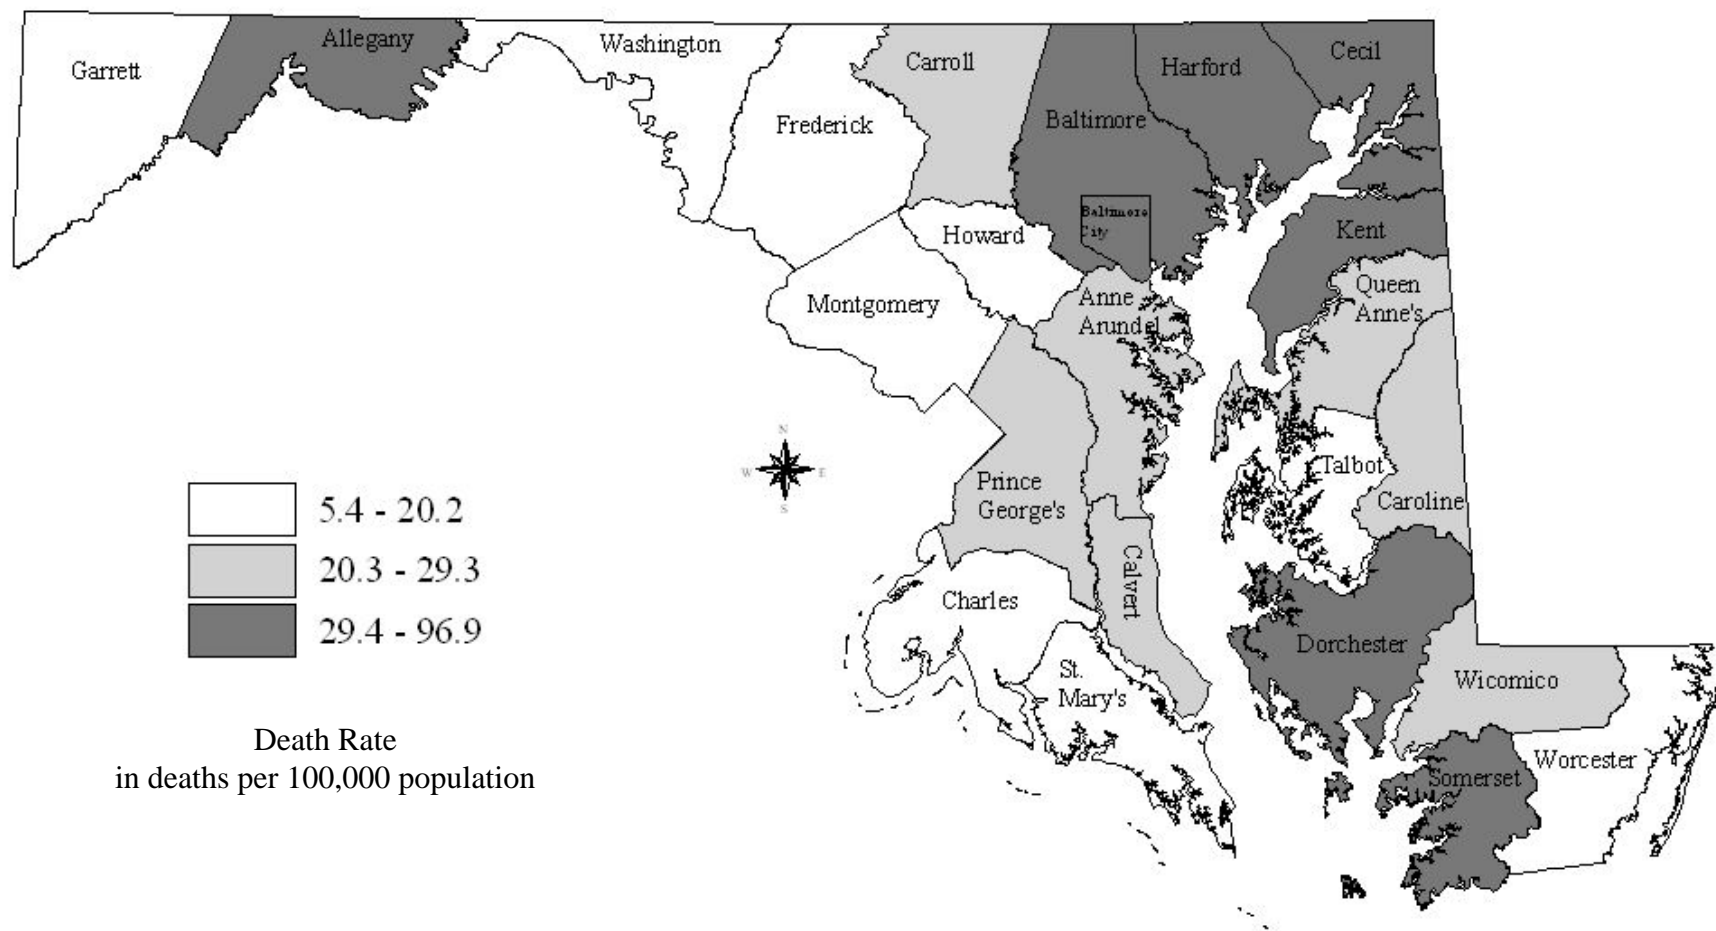 Garrett
Allegany
Washington
Frederick
Carroll
Baltimore
Harford
Cecil
Baltimore
City
Howard
Montgomery
Anne
Arundel
Kent
Queen
Anne's
Talbot
Caroline
Prince
George's
Calvert
Charles
St.
Mary's
Dorchester
Wicomico
Somerset
Worcester
N
W
E
S
5.4 - 20.2
20.3 - 29.3
29.4 - 96.9
Death Rate
in deaths per 100,000 population